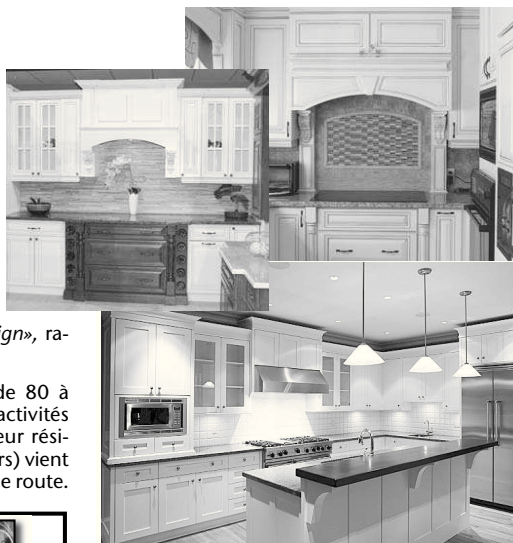 ign», ra-
de 80 à
activités
eur rési-
rs) vient
e route.